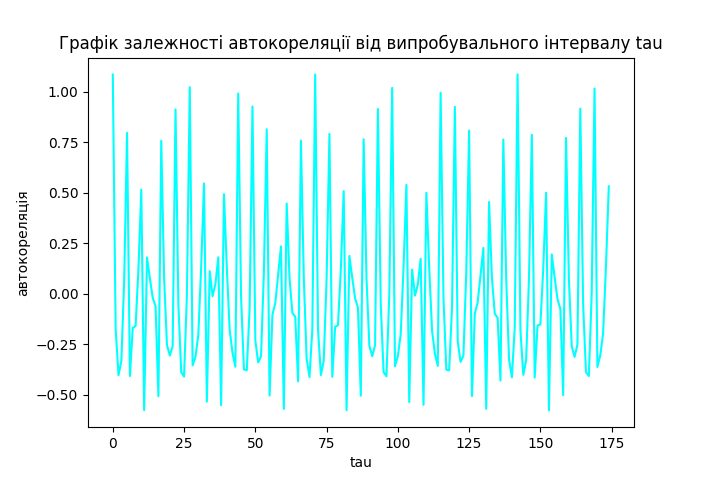 Графік залежності автокореляції від випробувального інтервалу tau
автокореляція
1.00
0.75
0.50
0.25
0.00
−0.25
−0.50
0 25 50 75 100 125 150 175
tau